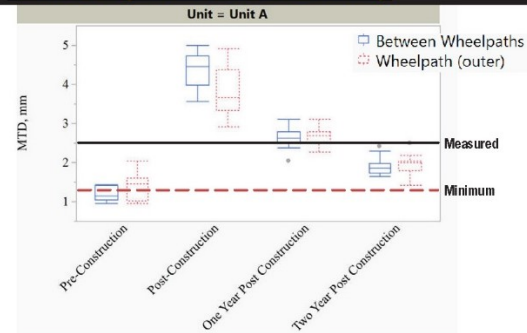 Unit = Unit A
Between Wheelpaths
Wheelpath (outer)
MTD, mm
5
4
3
2
1
Measured
Minimum
Pre-Construction
Post-Construction
One Year Post Construction
Two Year Post Construction